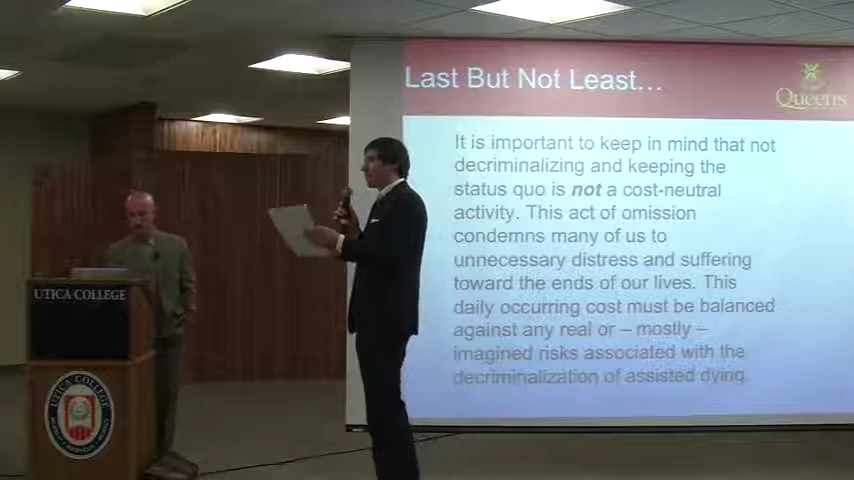 Last But Not Least…
Queens
It is important to keep in mind that not
decriminalizing and keeping the
status quo is not a cost-neutral
activity. This act of omission
condemns many of us to
unnecessary distress and suffering
toward the ends of our lives. This
daily occurring cost must be balanced
against any real or – mostly –
imagined risks associated with the
decriminalization of assisted dying.
UTICA COLLEGE
UTICA COLLEGE